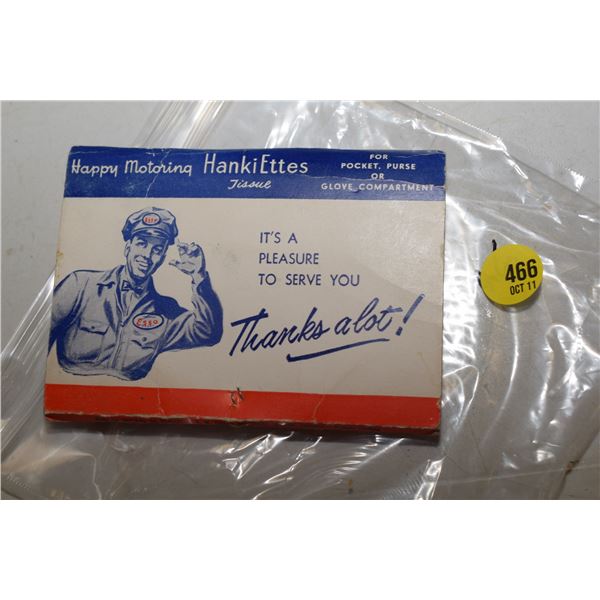 Happy Motoring HankiEttes
Tissue
FOR
POCKET, PURSE
OR
GLOVE COMPARTMENT
ESSO
ESSO
IT'S A
PLEASURE
TO SERVE YOU
Thanks alot!
466
OCT 11